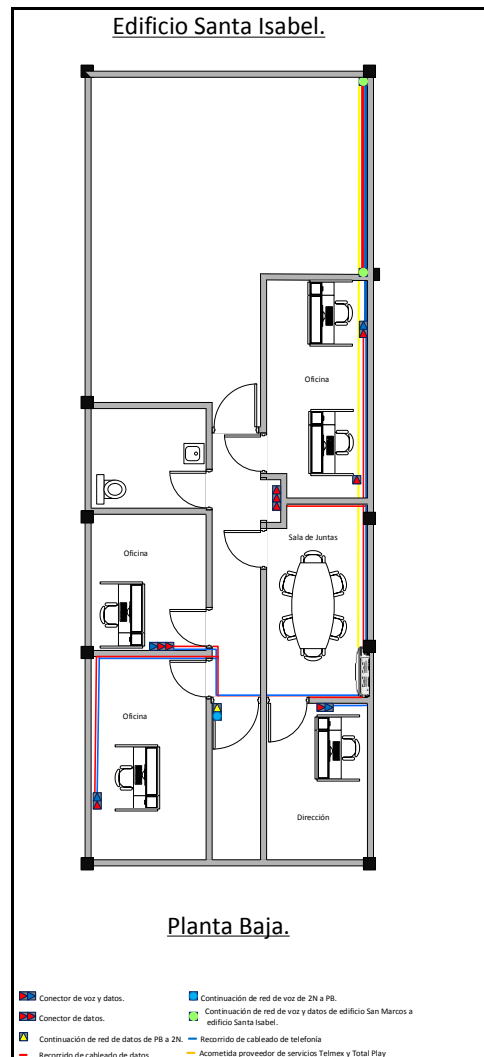 Edificio Santa Isabel.
Oficina
Sala de Juntas
Oficina
Oficina
Dirección
Planta Baja.
Conector de voz y datos.
Continuación de red de voz de 2N a PB.
Conector de datos.
Continuación de red de voz y datos de edificio San Marcos a
edificio Santa Isabel.
Continuación de red de datos de PB a 2N.
Recorrido de cableado de telefonía
Recorrido de cableado de datos
Acometida proveedor de servicios Telmex y Total Play